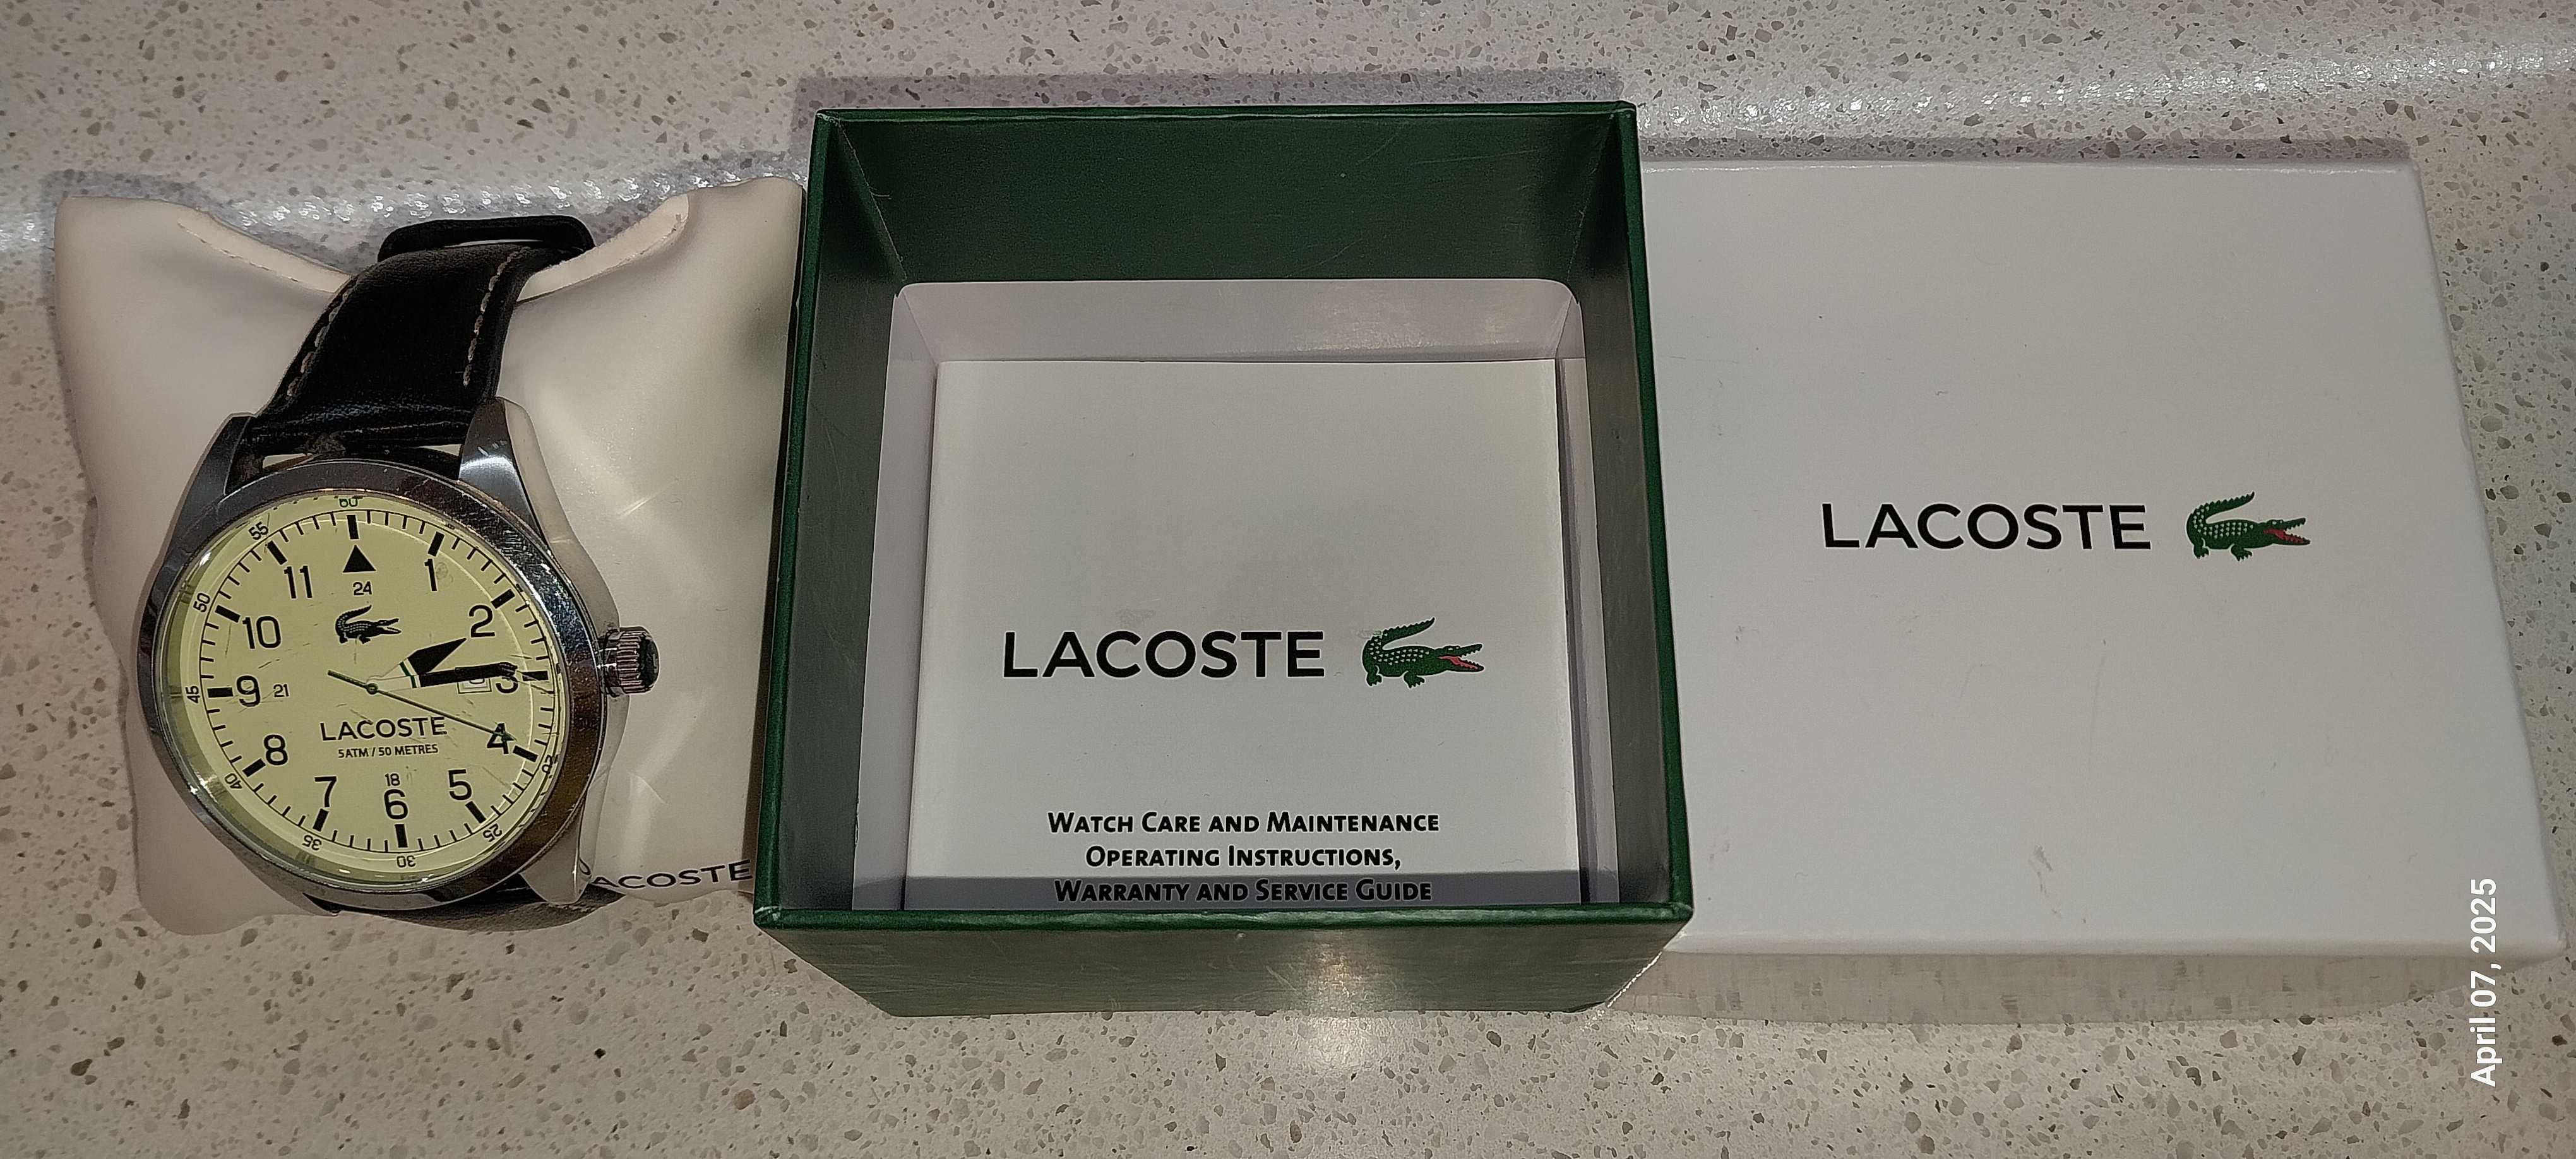 60
55
11
1
24
50
10
2
45
9
21
3
LACOSTE
5ATM / 50 METRES
4
8
40
18
7
6
5
20
35
30
25
LACOSTE
LACOSTE
WATCH CARE AND MAINTENANCE
OPERATING INSTRUCTIONS,
WARRANTY AND SERVICE GUIDE
LACOSTE
April 07, 2025